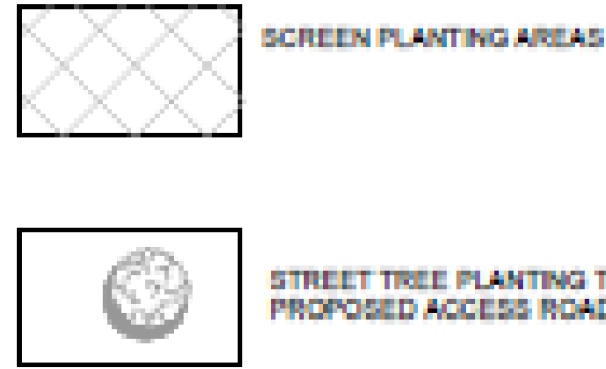 SCREEN PLANTING AREAS
STREET TREE PLANTING T
PROPOSED ACCESS ROAD